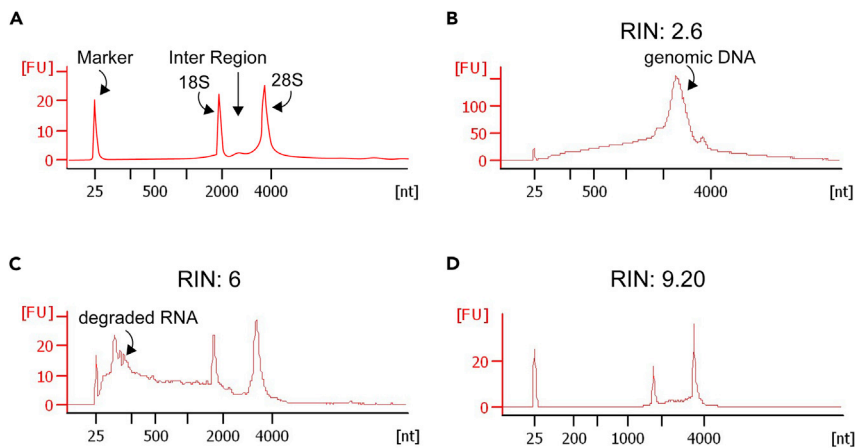 A
[FU]
Marker
Inter Region
18S
28S
20
10
0
25
500
2000
4000
[nt]
B
RIN: 2.6
genomic DNA
[FU]
100
50
0
25
500
4000
[nt]
C
RIN: 6
[FU]
degraded RNA
20
10
0
25
500
2000
4000
[nt]
D
RIN: 9.20
[FU]
20
0
25
200
1000
4000
[nt]